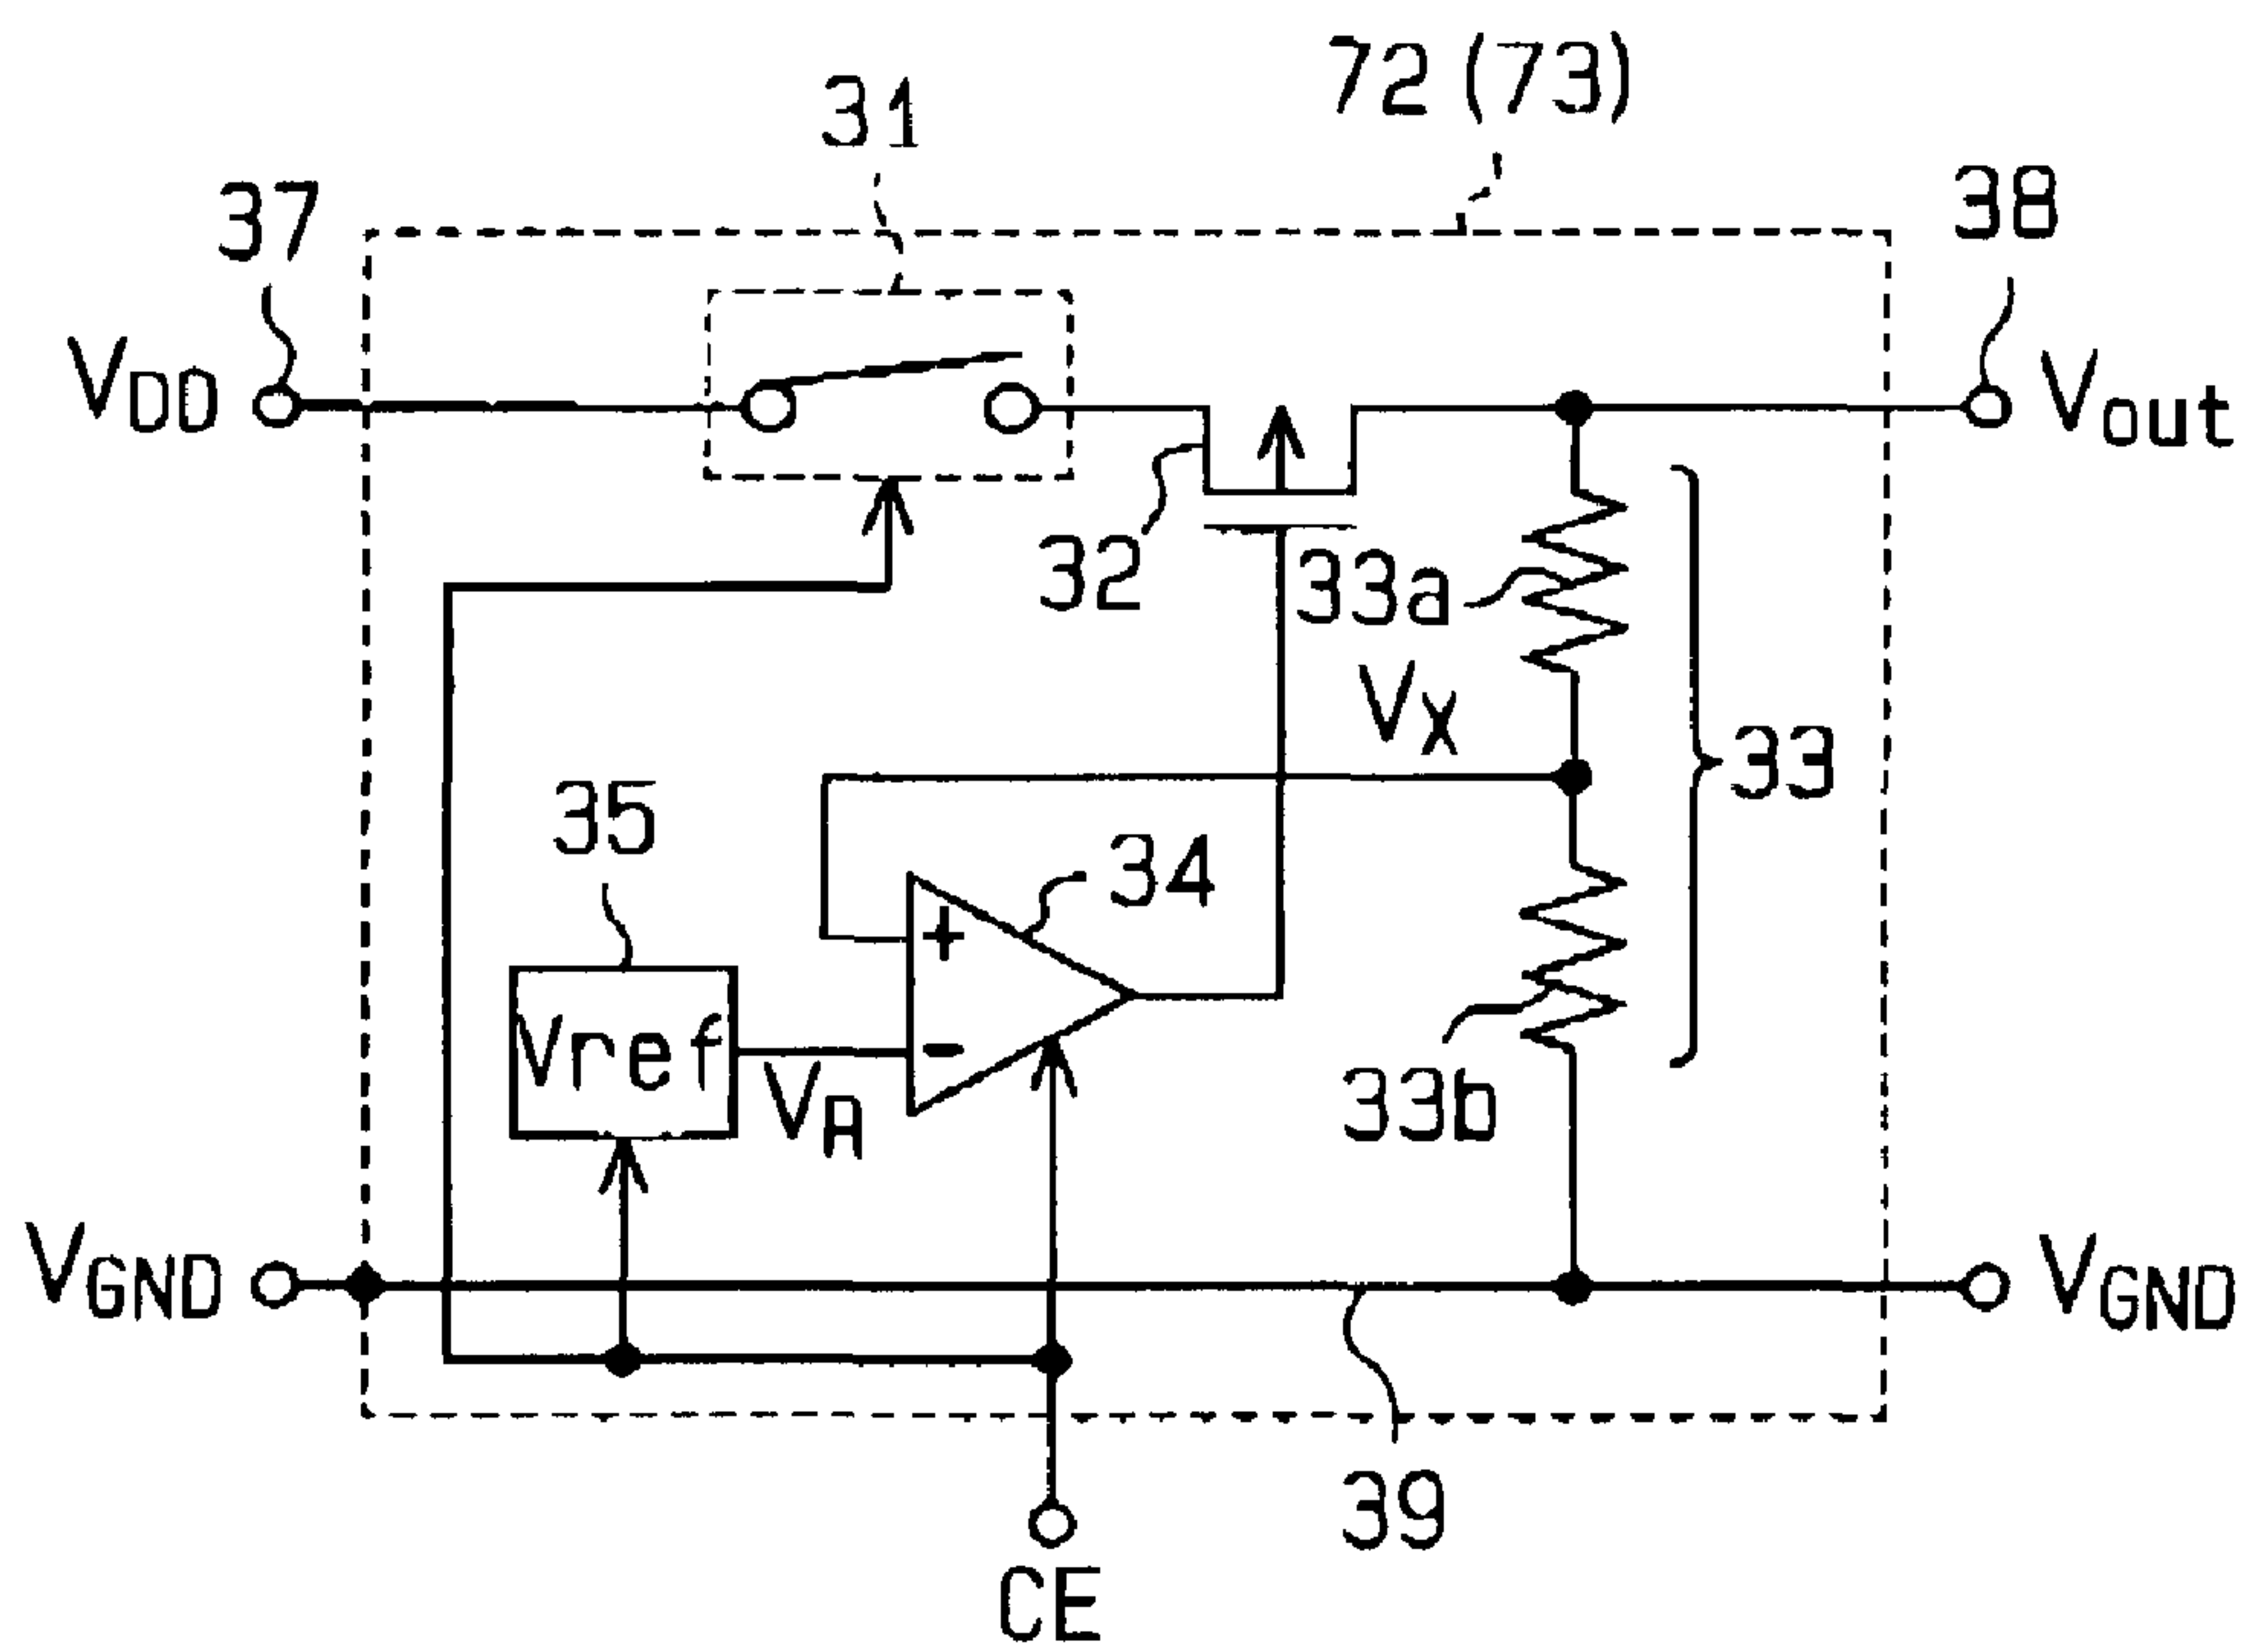 72 (73)
31
37
38
VDD
Vout
32
33a
VX
33
35
34
+
Vref
-
VA
33b
VGND
VGND
39
CE